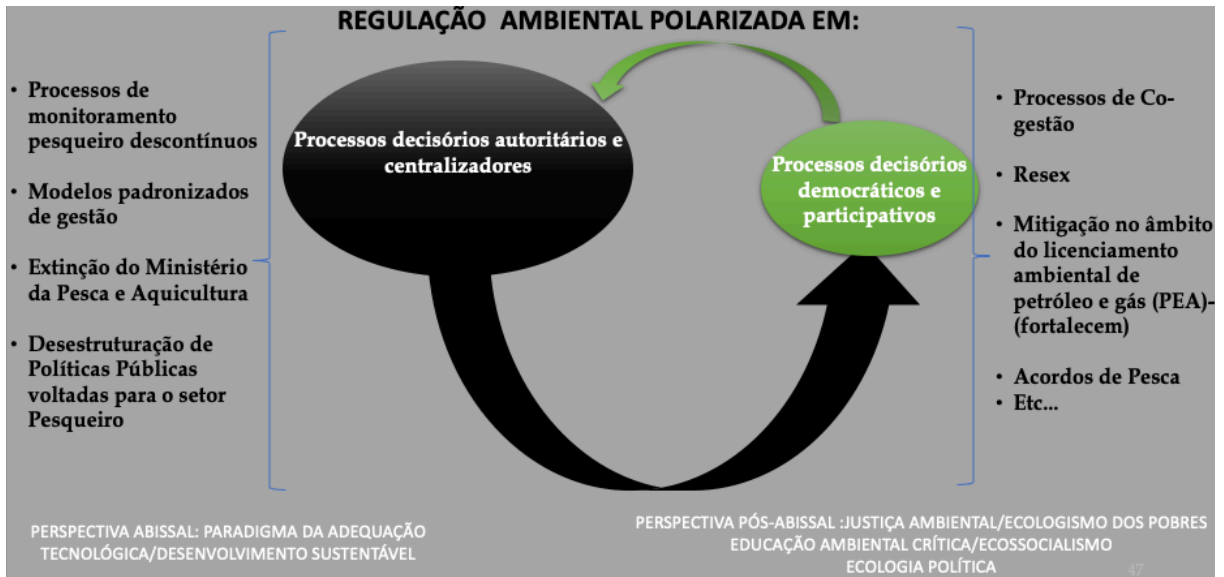 REGULAÇÃO AMBIENTAL POLARIZADA EM:
• Processos de
monitoramento
pesqueiro descontínuos
• Modelos padronizados
de gestão
• Extinção do Ministério
da Pesca e Aquicultura
• Desestruturação de
Políticas Públicas
voltadas para o setor
Pesqueiro
Processos decisórios autoritários e
centralizadores
Processos decisórios
democráticos e
participativos
• Processos de Co-
gestão
• Resex
• Mitigação no âmbito
do licenciamento
ambiental de
petróleo e gás (PEA)-
(fortalecem)
• Acordos de Pesca
• Etc...
PERSPECTIVA ABISSAL: PARADIGMA DA ADEQUAÇÃO
TECNOLÓGICA/DESENVOLVIMENTO SUSTENTÁVEL
PERSPECTIVA PÓS-ABISSAL :JUSTIÇA AMBIENTAL/ECOLOGISMO DOS POBRES
EDUCAÇÃO AMBIENTAL CRÍTICA/ECOSSOCIALISMO
ECOLOGIA POLÍTICA
47